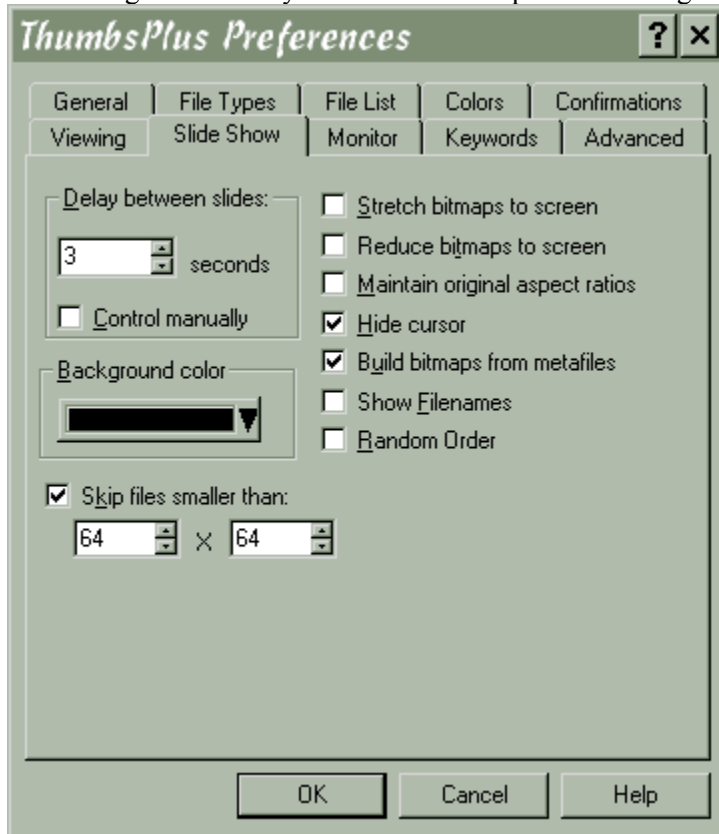 ThumbsPlus Preferences
General File Types File List Colors Confirmations
Viewing Slide Show Monitor Keywords Advanced
Delay between slides:
3 seconds
Control manually
Background color
Skip files smaller than:
64 X 64
Stretch bitmaps to screen
Reduce bitmaps to screen
Maintain original aspect ratios
Hide cursor
Build bitmaps from metafiles
Show Filenames
Random Order
OK Cancel Help